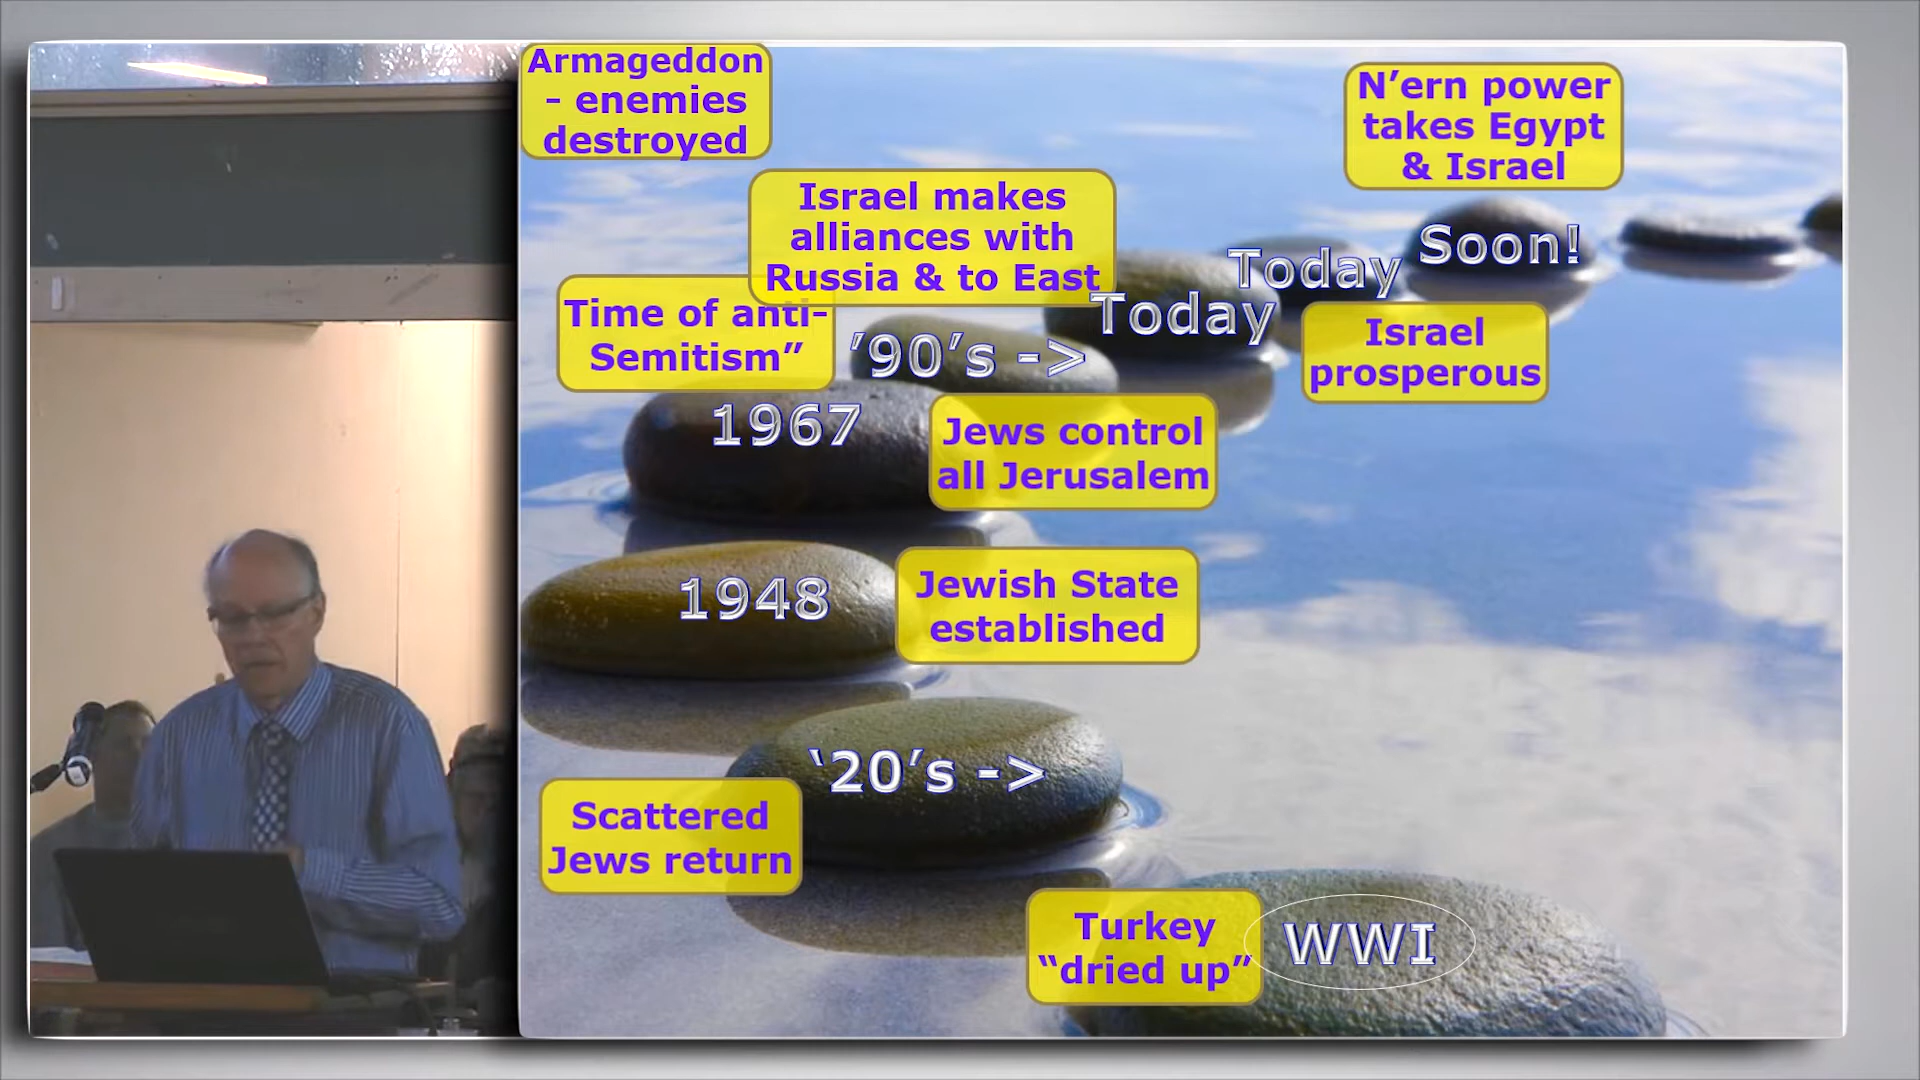 Armageddon
- enemies
destroyed
N’ern power
takes Egypt
& Israel
Israel makes
alliances with
Russia & to East
Today
Soon!
Time of anti-
Semitism”
’90’s ->
Today
Israel
prosperous
1967
Jews control
all Jerusalem
1948
Jewish State
established
‘20’s ->
Scattered
Jews return
Turkey
“dried up”
WWI